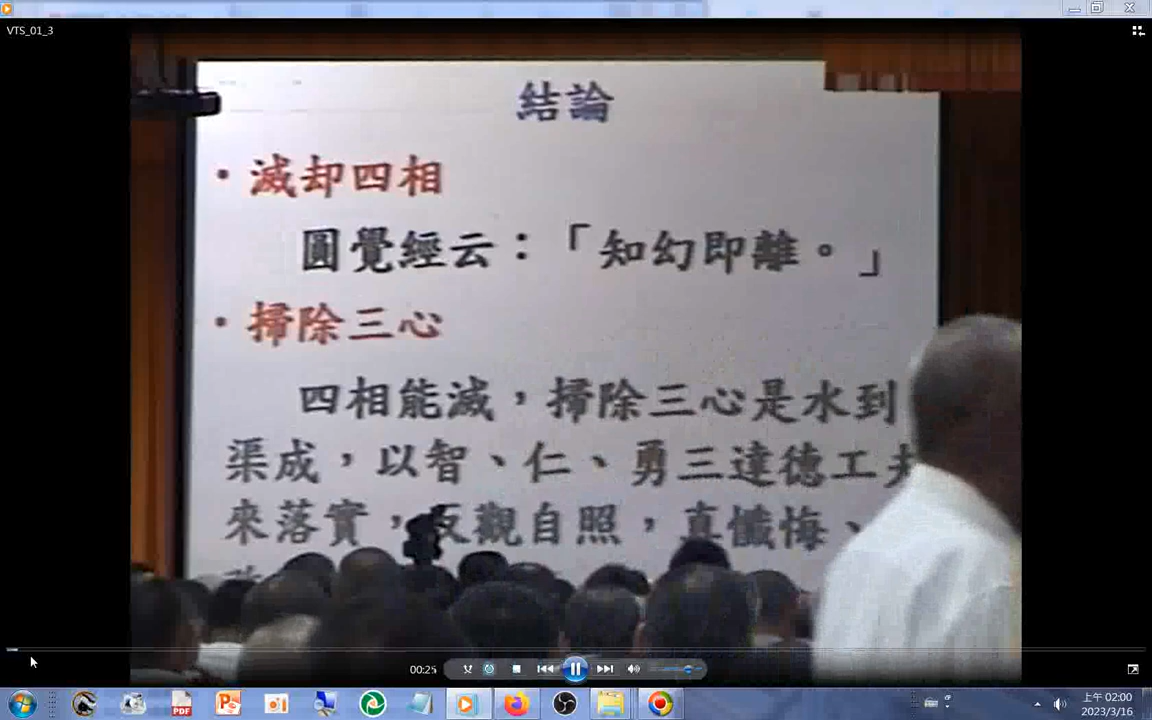 VTS_01_3
結論
・滅却四相
圓覺經云：「知幻即離。」
・掃除三心
四相能滅，掃除三心是水到
渠成，以智、仁、勇三達德工
來落實，反觀自照，真懺悔、
00:25
上午 02:00
2023/3/16